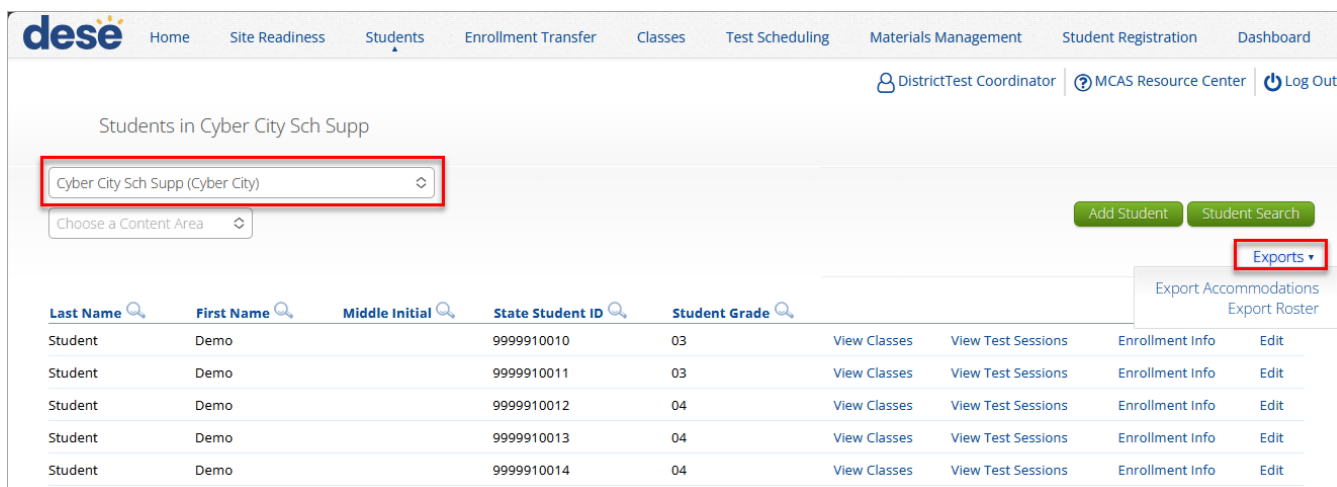 dese Home Site Readiness Students Enrollment Transfer Classes Test Scheduling Materials Management Student Registration Dashboard
DistrictTest Coordinator MCAS Resource Center Log Out
Students in Cyber City Sch Supp
Cyber City Sch Supp (Cyber City)
Choose a Content Area Add Student Student Search
Exports
Export Accommodations
Export Roster
Last Name First Name Middle Initial State Student ID Student Grade
Student Demo 9999910010 03 View Classes View Test Sessions Enrollment Info Edit
Student Demo 9999910011 03 View Classes View Test Sessions Enrollment Info Edit
Student Demo 9999910012 04 View Classes View Test Sessions Enrollment Info Edit
Student Demo 9999910013 04 View Classes View Test Sessions Enrollment Info Edit
Student Demo 9999910014 04 View Classes View Test Sessions Enrollment Info Edit